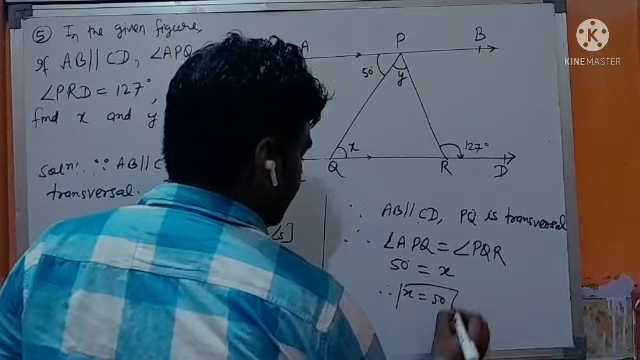 ⑤ In the given figure,
if AB || CD, ∠APQ
∠PRD = 127°,
find x and y
Soln: ∵ AB || C
transversal.
∠s]
A P B
50° y
x 127°
Q R D
∵ AB || CD, PQ is transversal
∴ ∠APQ = ∠PQR
50° = x
∴ x = 50
KINEMASTER